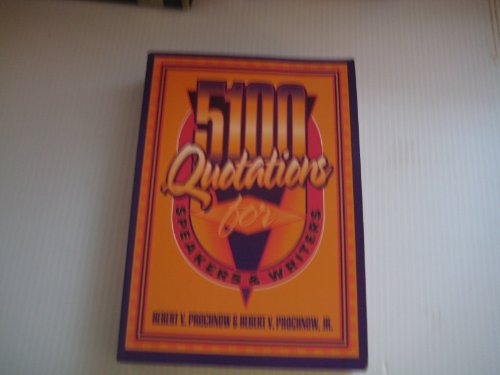 5100
Quotations
for
SPEAKERS & WRITERS
HERBERT V. PROCHNOW & HERBERT V. PROCHNOW, JR.